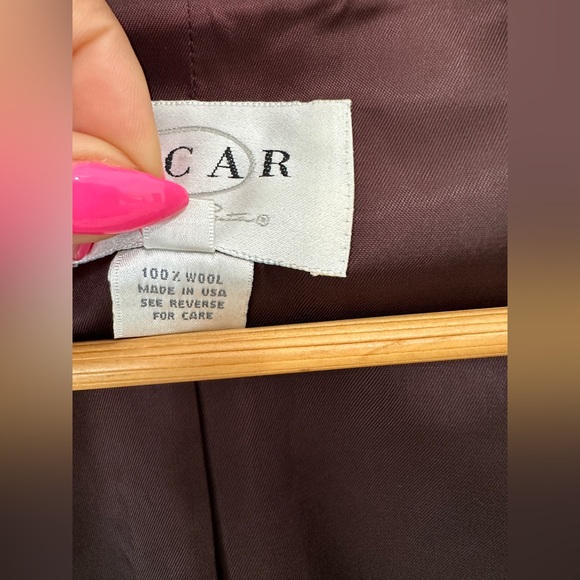 CAR
100% WOOL
MADE IN USA
SEE REVERSE
FOR CARE